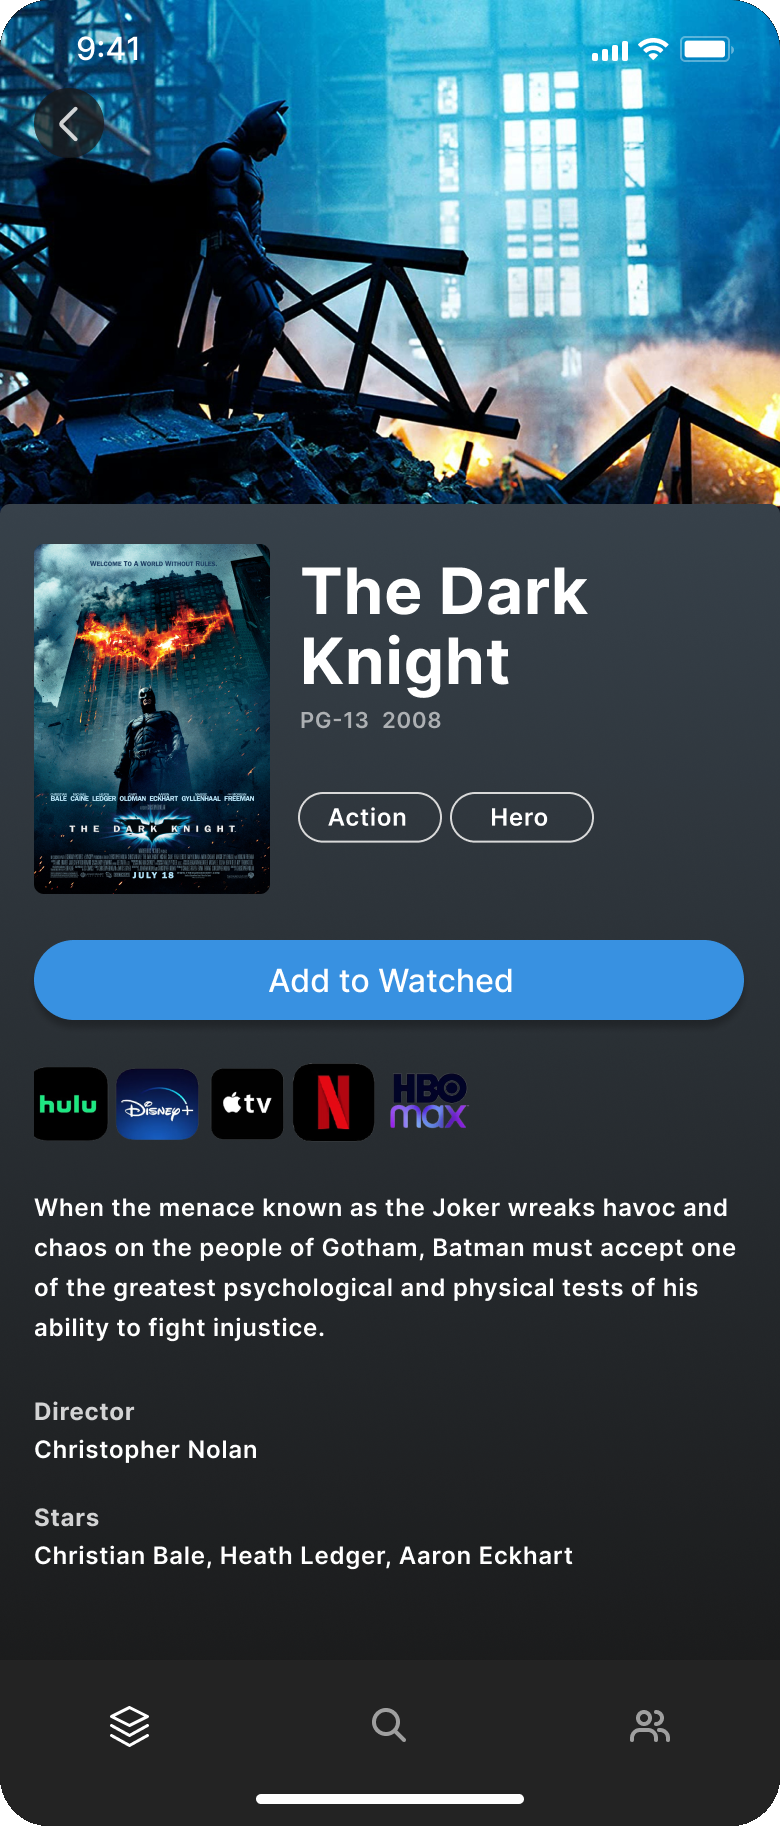 9:41
WELCOME TO A WORLD WITHOUT RULES.
BALE CAINE LEDGER OLDMAN ECKHART GYLLENHAAL FREEMAN
THE DARK KNIGHT
JULY 18
The Dark
Knight
PG-13 2008
Action Hero
Add to Watched
hulu Disney+ tv N HBO
max
When the menace known as the Joker wreaks havoc and
chaos on the people of Gotham, Batman must accept one
of the greatest psychological and physical tests of his
ability to fight injustice.
Director
Christopher Nolan
Stars
Christian Bale, Heath Ledger, Aaron Eckhart